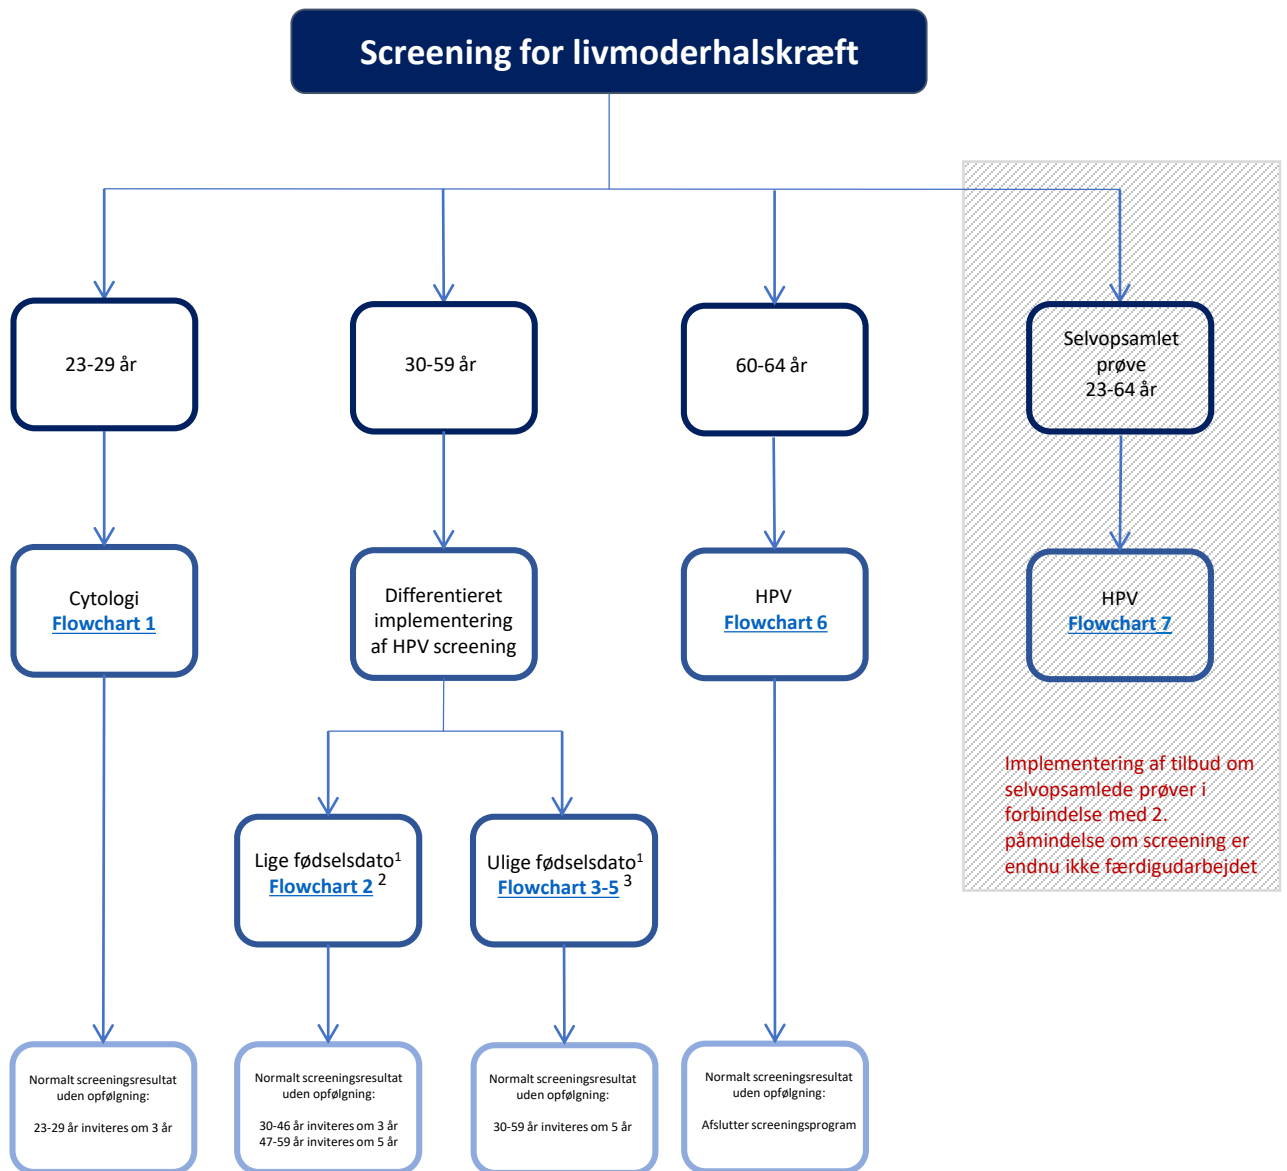 Screening for livmoderhalskræft
23-29 år
30-59 år
60-64 år
Selvopsamlet
prøve
23-64 år
Cytologi
Flowchart 1
Differentieret
implementering
af HPV screening
HPV
Flowchart 6
HPV
Flowchart 7
Implementering af tilbud om
selvopsamlede prøver i
forbindelse med 2.
påmindelse om screening er
endnu ikke færdigudarbejdet
Lige fødselsdato¹
Flowchart 2 ²
Ulige fødselsdato¹
Flowchart 3-5 ³
Normalt screeningsresultat
uden opfølgning:
23-29 år inviteres om 3 år
Normalt screeningsresultat
uden opfølgning:
30-46 år inviteres om 3 år
47-59 år inviteres om 5 år
Normalt screeningsresultat
uden opfølgning:
30-59 år inviteres om 5 år
Normalt screeningsresultat
uden opfølgning:
Afslutter screeningsprogram